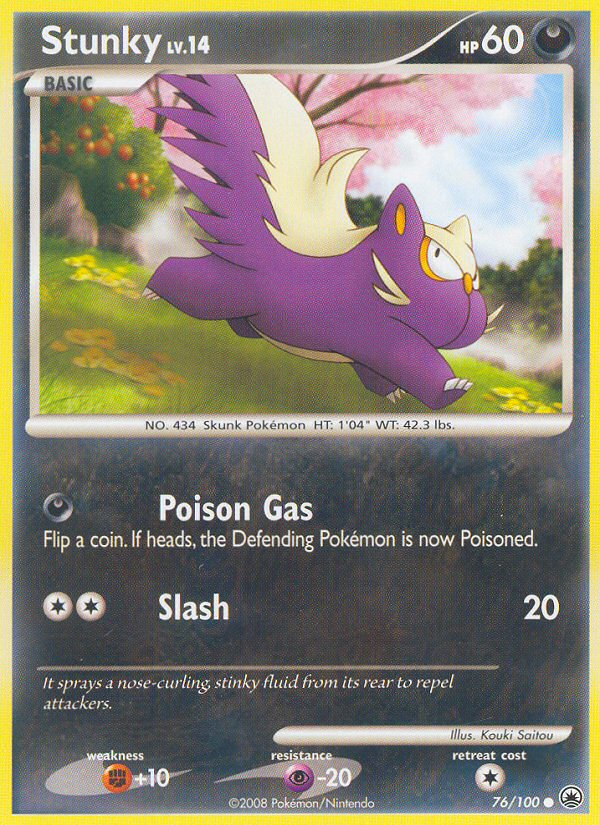 Stunky LV.14 HP 60
BASIC
NO. 434 Skunk Pokémon HT: 1'04" WT: 42.3 lbs.
Poison Gas
Flip a coin. If heads, the Defending Pokémon is now Poisoned.
Slash 20
It sprays a nose-curling, stinky fluid from its rear to repel
attackers.
Illus. Kouki Saitou
weakness resistance retreat cost
+10 -20
©2008 Pokémon/Nintendo 76/100